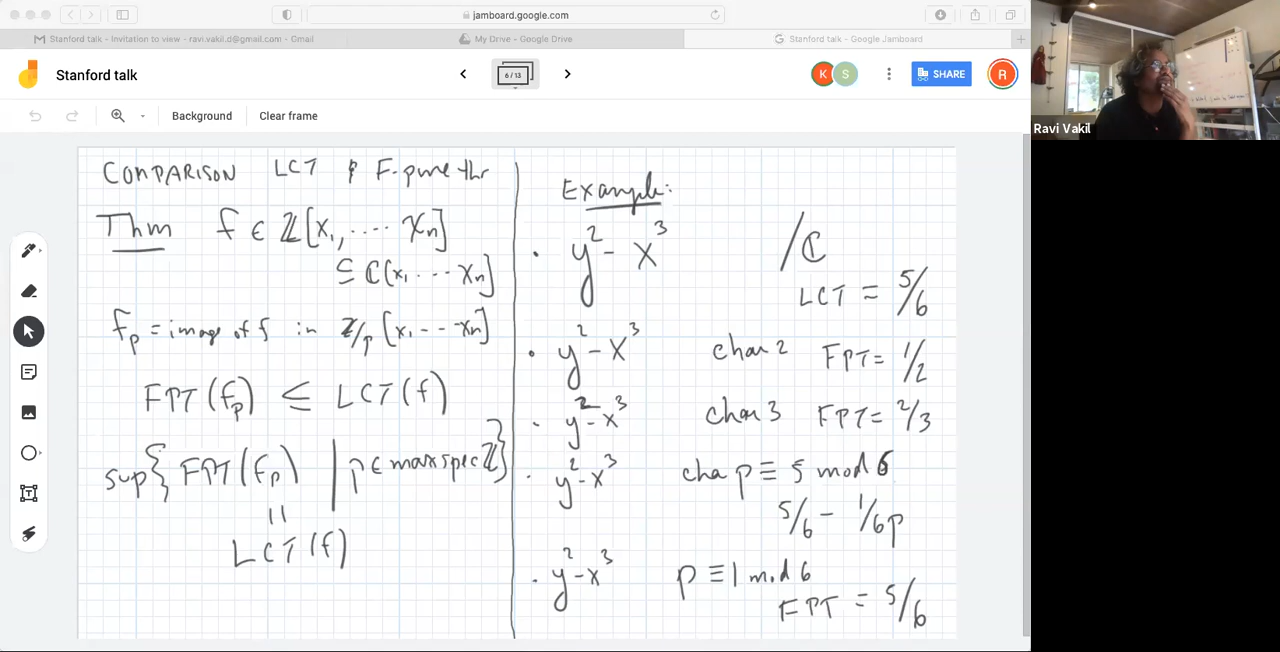 jamboard.google.com
Stanford talk - Invitation to view - ravi.vakil.d@gmail.com - Gmail
My Drive - Google Drive
Stanford talk - Google Jamboard
Stanford talk
6 / 13
K
S
SHARE
R
Background
Clear frame
Ravi Vakil
COMPARISON LCT & F-pure thr
Thm f ∈ ℤ[x₁, .... xₙ]
⊆ ℂ(x₁ ... xₙ]
fₚ = image of f in ℤ/p [x₁ --- xₙ]
FPT(fₚ) ≤ LCT(f)
sup{ FPT(fₚ) | p ∈ maxspec ℤ}
=
LCT(f)
Example:
• y² - x³ /ℂ
LCT = 5/6
• y² - x³ char 2 FPT = 1/2
• y² - x³ char 3 FPT = 2/3
• y² - x³ cha p ≡ 5 mod 6
5/6 - 1/6p
• y² - x³ p ≡ 1 mod 6
FPT = 5/6